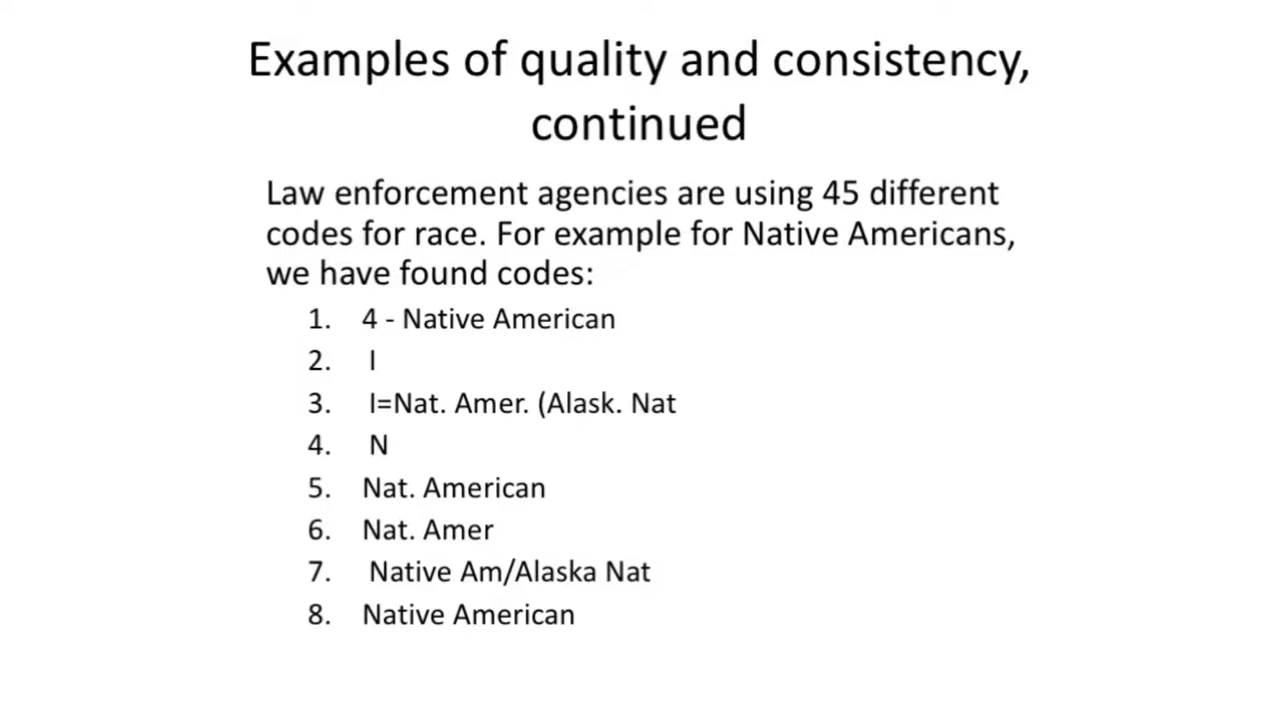 Examples of quality and consistency,
continued
Law enforcement agencies are using 45 different
codes for race. For example for Native Americans,
we have found codes:
1. 4 - Native American
2. I
3. I=Nat. Amer. (Alask. Nat
4. N
5. Nat. American
6. Nat. Amer
7. Native Am/Alaska Nat
8. Native American